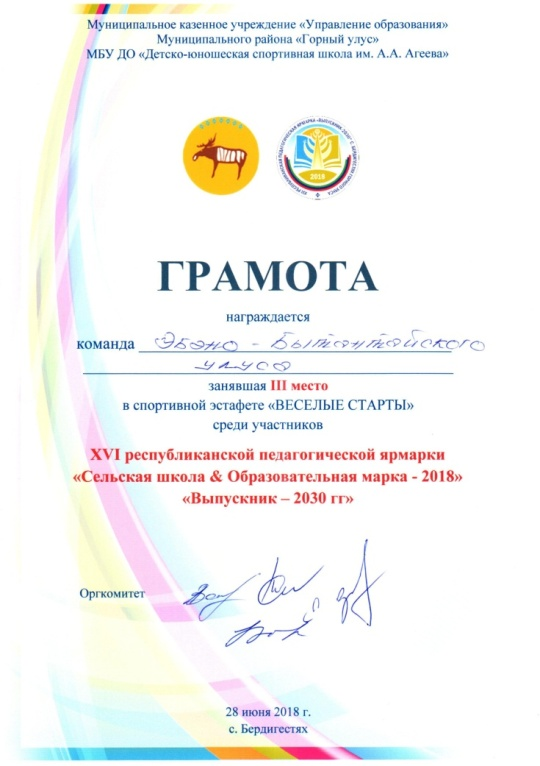 Муниципальное казенное учреждение «Управление образования»
Муниципального района «Горный улус»
МБУ ДО «Детско-юношеская спортивная школа им. А.А. Агеева»
2018
ГРАМОТА
награждается
команда Эвэно - Бытантайского
улуса
занявшая III место
в спортивной эстафете «ВЕСЕЛЫЕ СТАРТЫ»
среди участников
XVI республиканской педагогической ярмарки
«Сельская школа & Образовательная марка - 2018»
«Выпускник – 2030 гг»
Оргкомитет
28 июня 2018 г.
с. Бердигестях